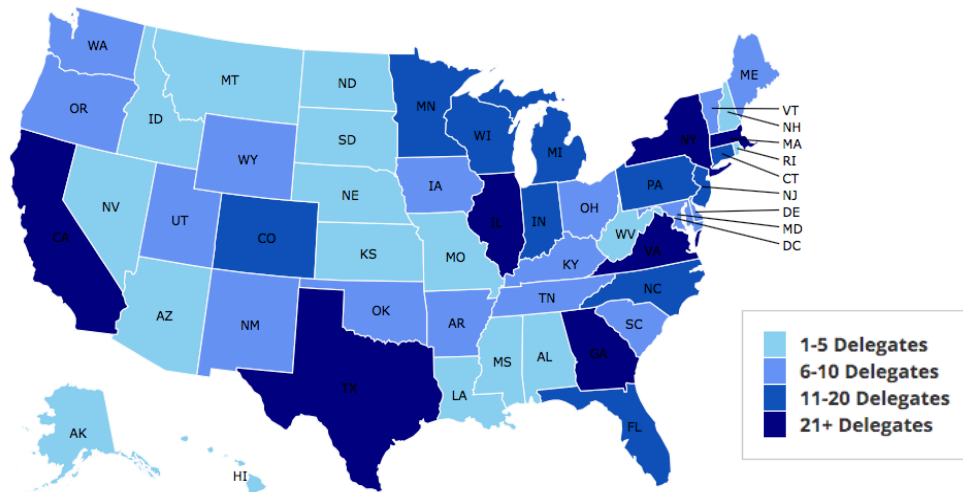 WA
MT
ND
MN
ME
OR
ID
SD
WI
MI
NY
VT
NH
MA
RI
CT
NJ
DE
MD
DC
WY
NE
IA
PA
NV
UT
CO
IL
IN
OH
WV
VA
CA
KS
MO
KY
NC
AZ
NM
OK
AR
TN
SC
TX
LA
MS
AL
GA
FL
AK
HI
1-5 Delegates
6-10 Delegates
11-20 Delegates
21+ Delegates